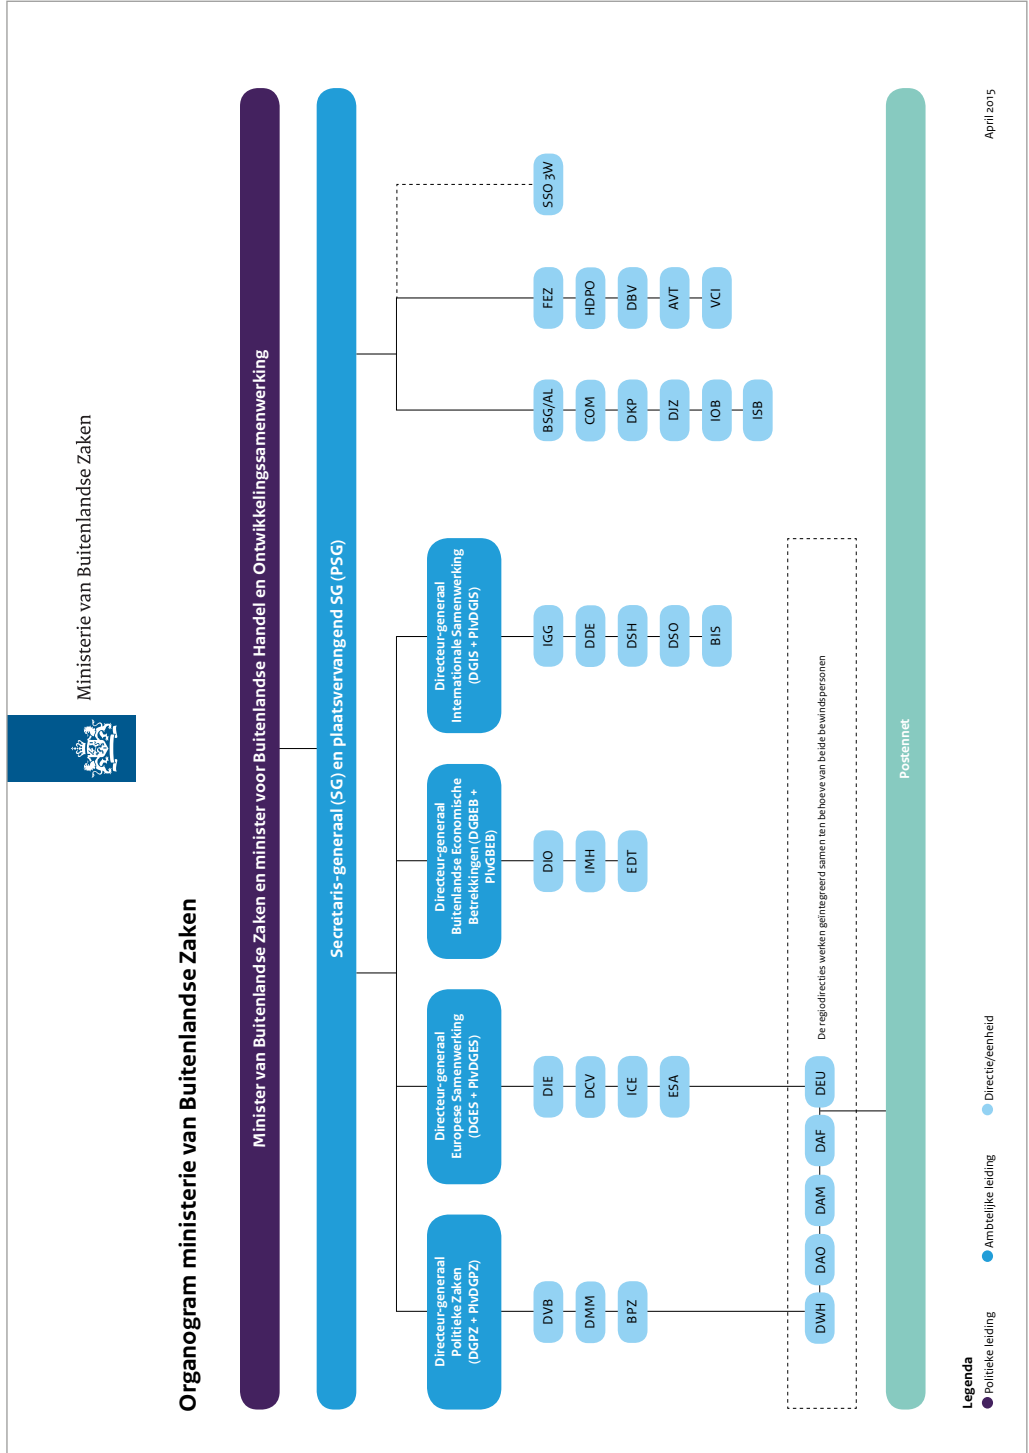 Ministerie van Buitenlandse Zaken
Organogram ministerie van Buitenlandse Zaken
Minister van Buitenlandse Zaken en minister voor Buitenlandse Handel en Ontwikkelingssamenwerking
Secretaris-generaal (SG) en plaatsvervangend SG (PSG)
Directeur-generaal
Politieke Zaken
(DGPZ + PlvDGPZ)
DVB
DMM
BPZ
Directeur-generaal
Europese Samenwerking
(DGES + PlvDGES)
DIE
DCV
ICE
ESA
Directeur-generaal
Buitenlandse Economische
Betrekkingen (DGBEB +
PlvGBEB)
DIO
IMH
EDT
Directeur-generaal
Internationale Samenwerking
(DGIS + PlvDGIS)
IGG
DDE
DSH
DSO
BIS
BSG/AL
COM
DKP
DJZ
IOB
ISB
FEZ
HDPO
DBV
AVT
VCI
SSO 3W
DWH
DAO
DAM
DAF
DEU
De regiodirecties werken geïntegreerd samen ten behoeve van beide bewindspersonen
Postennet
Legenda
Politieke leiding
Ambtelijke leiding
Directie/eenheid
April 2015